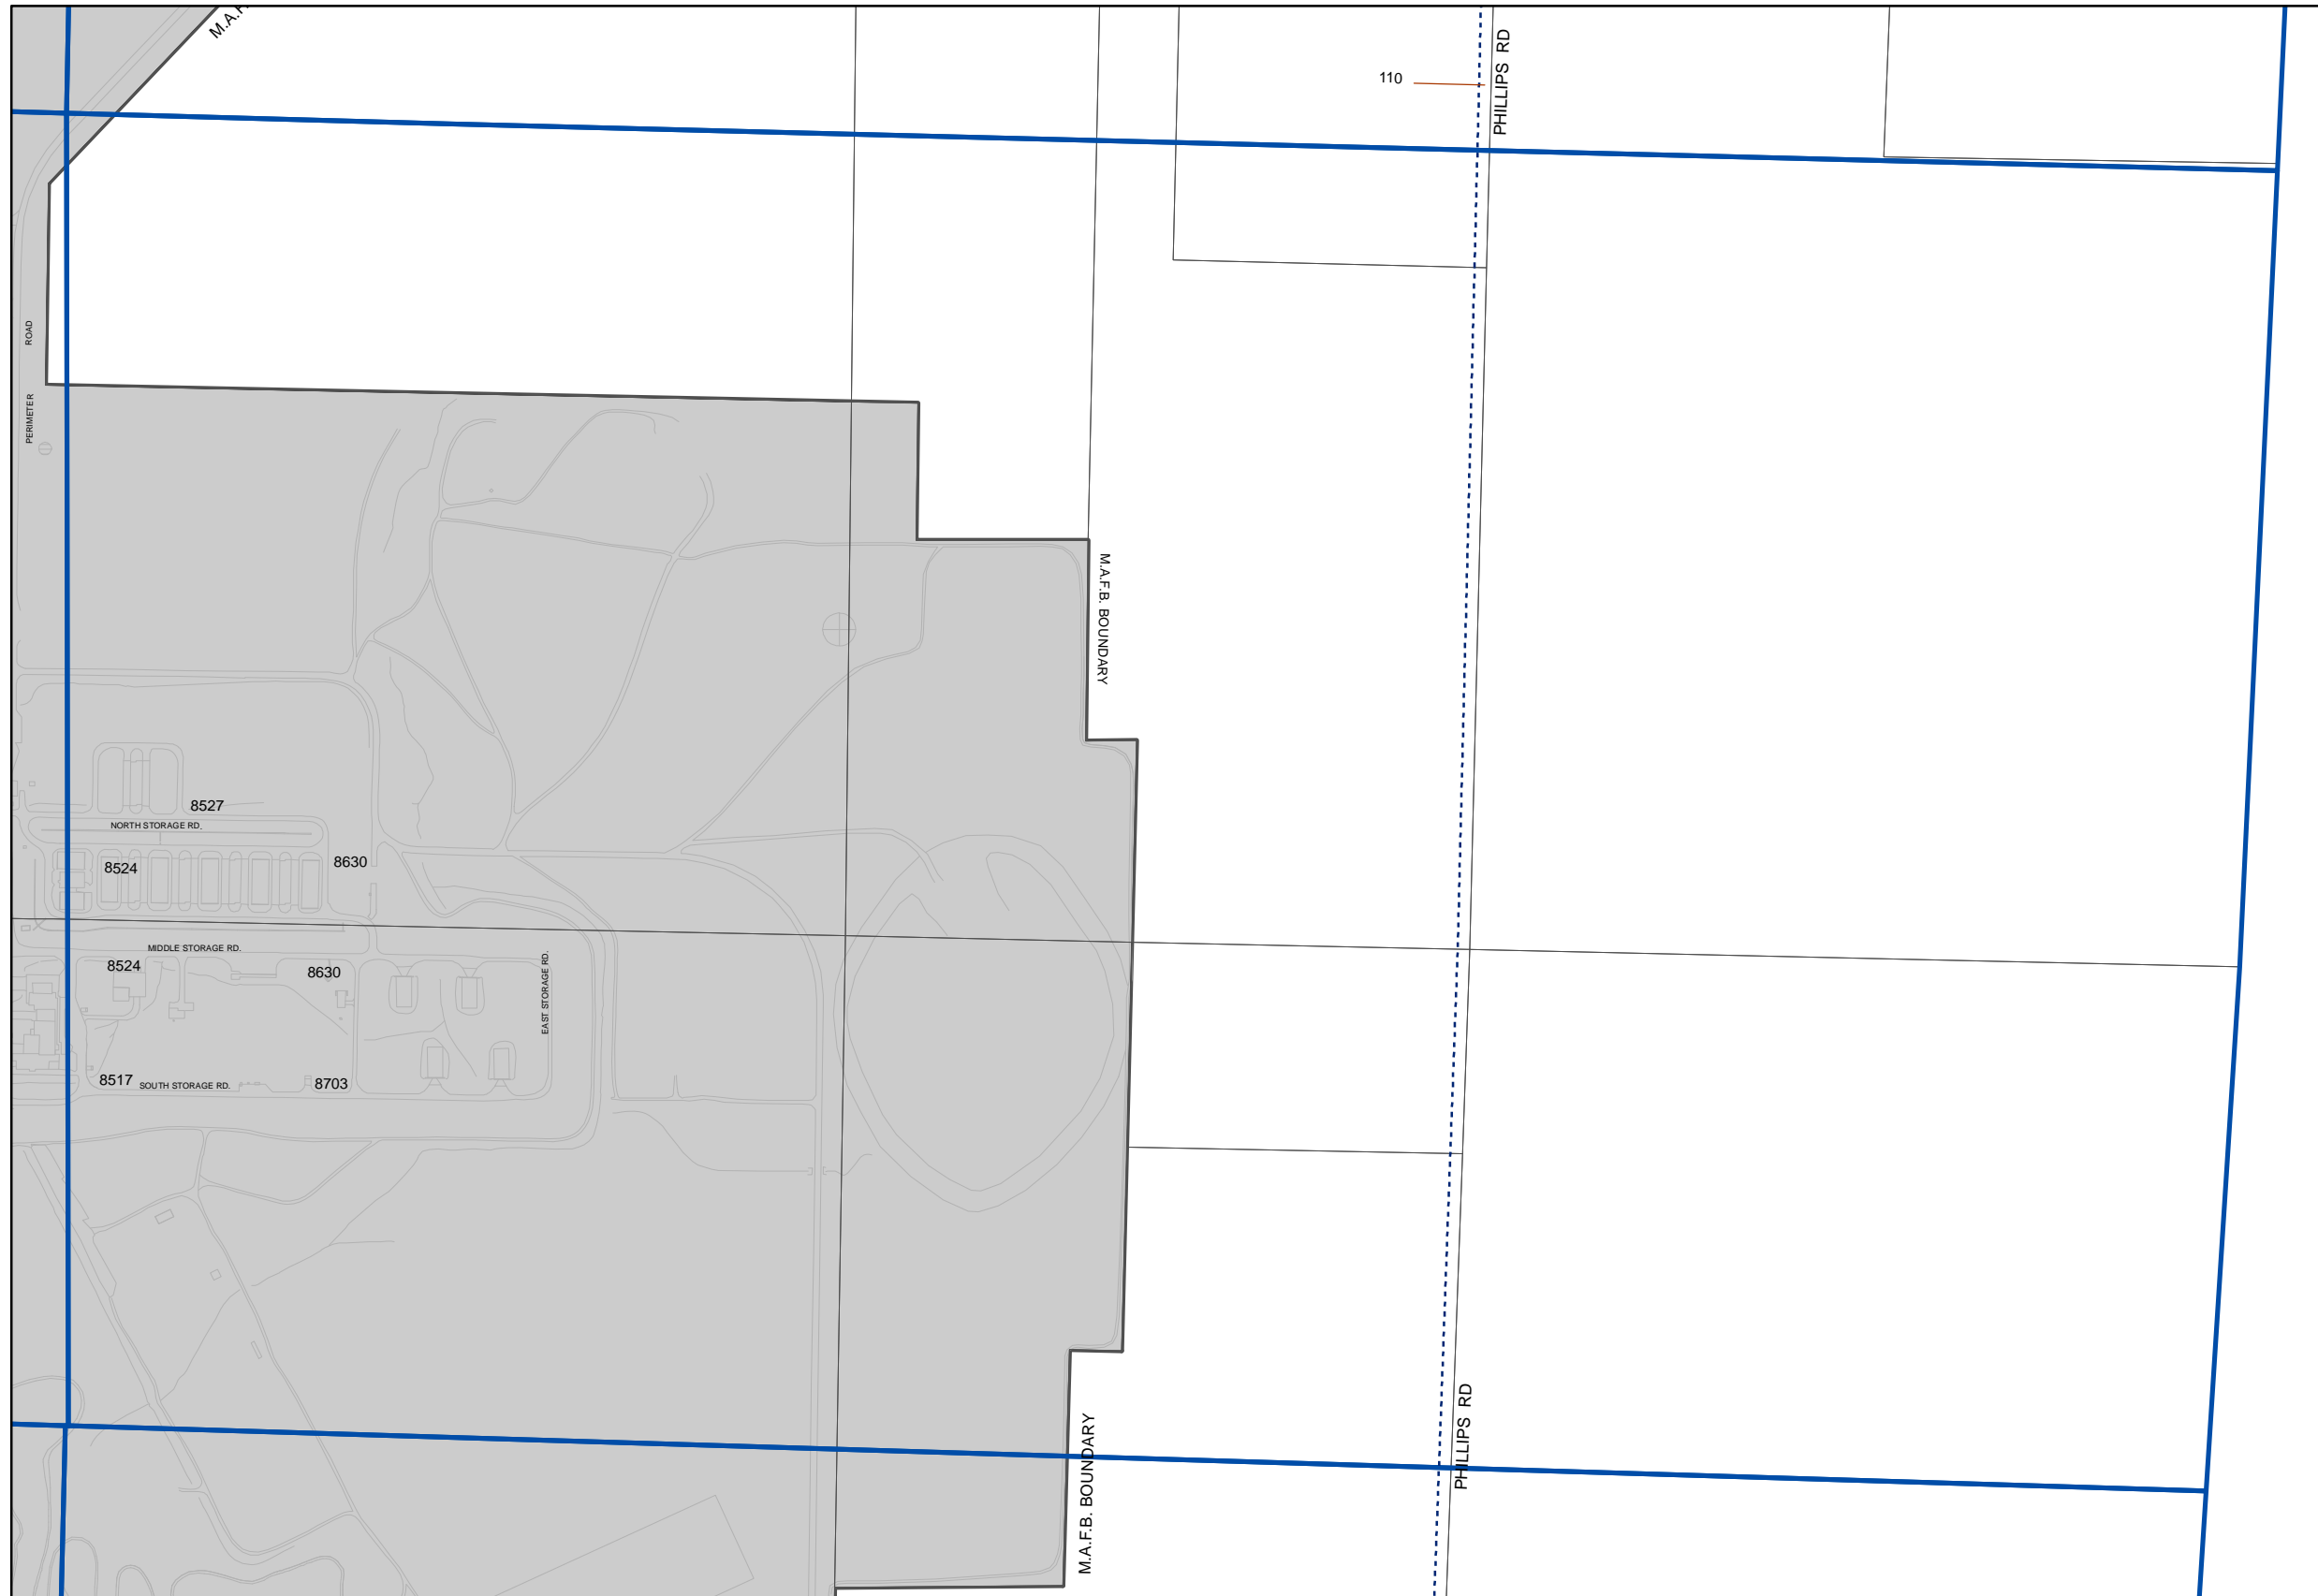 M.A.F
110
PHILLIPS RD
ROAD
PERIMETER
M.A.F.B. BOUNDARY
8527
NORTH STORAGE RD.
8630
8524
MIDDLE STORAGE RD.
8524
8630
EAST STORAGE RD.
8517
SOUTH STORAGE RD.
8703
PHILLIPS RD
M.A.F.B. BOUNDARY